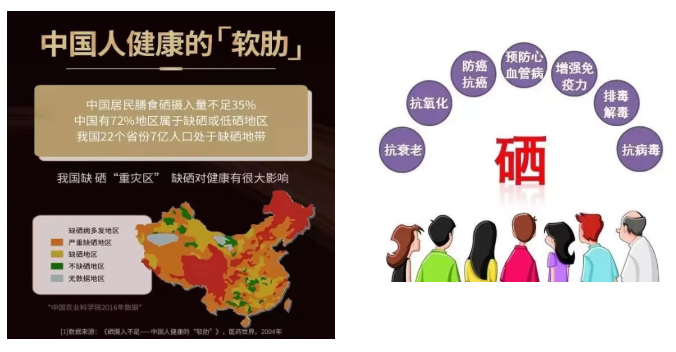 中国人健康的「软肋」
中国居民膳食硒摄入量不足35%
中国有72%地区属于缺硒或低硒地区
我国22个省份7亿人口处于缺硒地带
我国缺 硒“重灾区” 缺硒对健康有很大影响
缺硒病多发地区
严重缺硒地区
缺硒地区
不缺硒地区
无数据地区
*中国农业科学院2016年数据*
[1]数据来源：《硒摄入不足——中国人健康的“软肋”》，医药世界，2004年
抗衰老
抗氧化
防癌
抗癌
预防心
血管病
增强免
疫力
排毒
解毒
抗病毒
硒